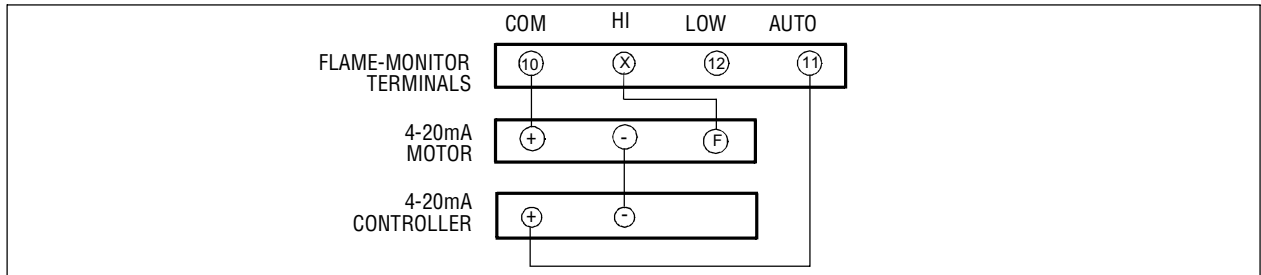 COM HI LOW AUTO
FLAME-MONITOR
TERMINALS
10 X 12 11
4-20mA
MOTOR
+ - F
4-20mA
CONTROLLER
+ -